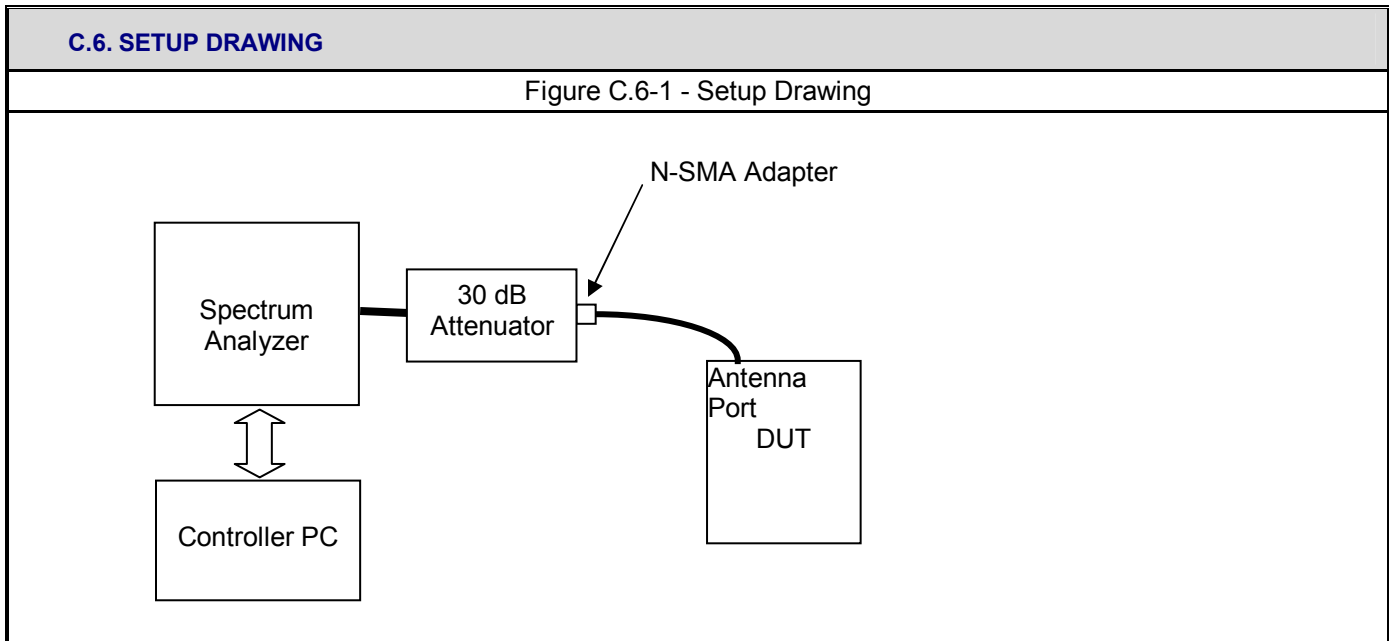 C.6. SETUP DRAWING
Figure C.6-1 - Setup Drawing
N-SMA Adapter
Spectrum
Analyzer
30 dB
Attenuator
Antenna
Port
DUT
Controller PC